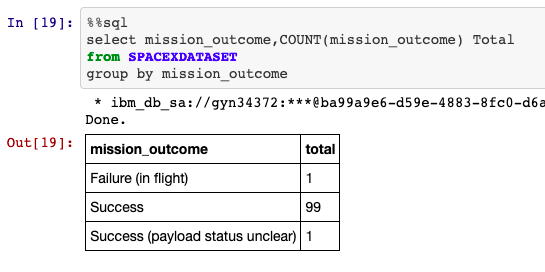 In [19]: %%sql
select mission_outcome,COUNT(mission_outcome) Total
from SPACEXDATASET
group by mission_outcome
* ibm_db_sa://gyn34372:***@ba99a9e6-d59e-4883-8fc0-d6a
Done.
Out[19]:
mission_outcome total
Failure (in flight) 1
Success 99
Success (payload status unclear) 1